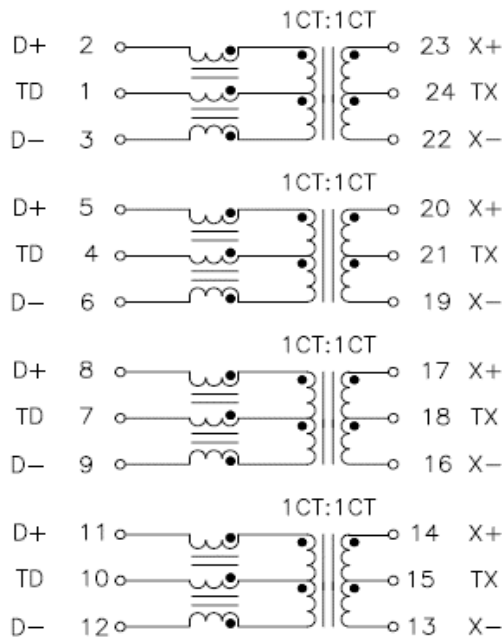 1CT:1CT
D+ 2 23 X+
TD 1 24 TX
D− 3 22 X−
1CT:1CT
D+ 5 20 X+
TD 4 21 TX
D− 6 19 X−
1CT:1CT
D+ 8 17 X+
TD 7 18 TX
D− 9 16 X−
1CT:1CT
D+ 11 14 X+
TD 10 15 TX
D− 12 13 X−